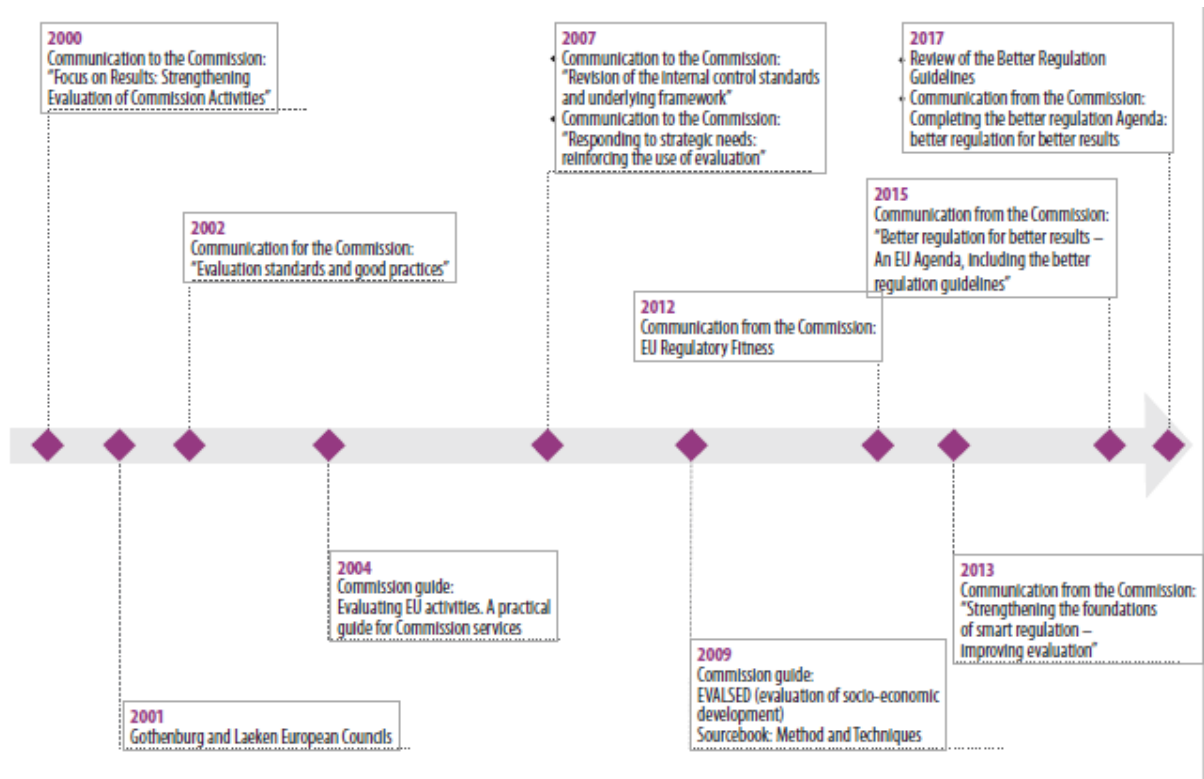 2000
Communication to the Commission:
"Focus on Results: Strengthening
Evaluation of Commission Activities"
2007
Communication to the Commission:
"Revision of the internal control standards
and underlying framework"
Communication to the Commission:
"Responding to strategic needs:
reinforcing the use of evaluation"
2017
Review of the Better Regulation
Guidelines
Communication from the Commission:
Completing the better regulation Agenda:
better regulation for better results
2002
Communication for the Commission:
"Evaluation standards and good practices"
2015
Communication from the Commission:
"Better regulation for better results –
An EU Agenda, including the better
regulation guidelines"
2012
Communication from the Commission:
EU Regulatory Fitness
2004
Commission guide:
Evaluating EU activities. A practical
guide for Commission services
2013
Communication from the Commission:
"Strengthening the foundations
of smart regulation –
improving evaluation"
2009
Commission guide:
EVALSED (evaluation of socio-economic
development)
Sourcebook: Method and Techniques
2001
Gothenburg and Laeken European Councils